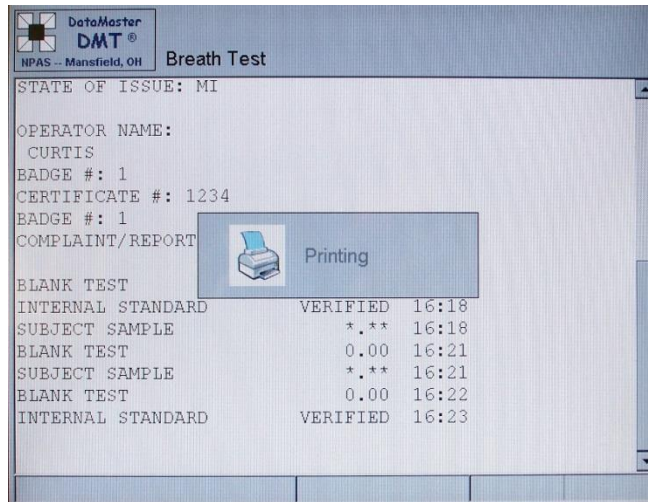 DataMaster
DMT ®
NPAS -- Mansfield, OH
Breath Test
STATE OF ISSUE: MI
OPERATOR NAME:
CURTIS
BADGE #: 1
CERTIFICATE #: 1234
BADGE #: 1
COMPLAINT/REPORT
Printing
BLANK TEST
INTERNAL STANDARD VERIFIED 16:18
SUBJECT SAMPLE *.** 16:18
BLANK TEST 0.00 16:21
SUBJECT SAMPLE *.** 16:21
BLANK TEST 0.00 16:22
INTERNAL STANDARD VERIFIED 16:23